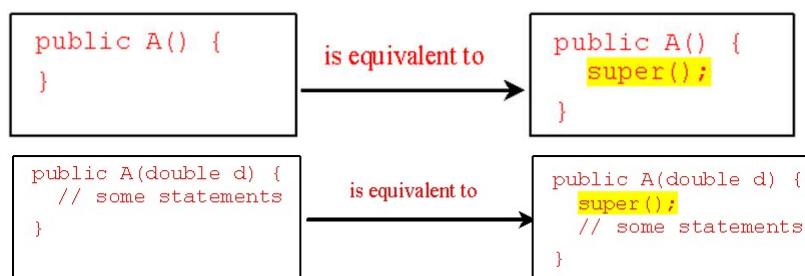 public A() {
}
is equivalent to
public A() {
super();
}
public A(double d) {
// some statements
}
is equivalent to
public A(double d) {
super();
// some statements
}